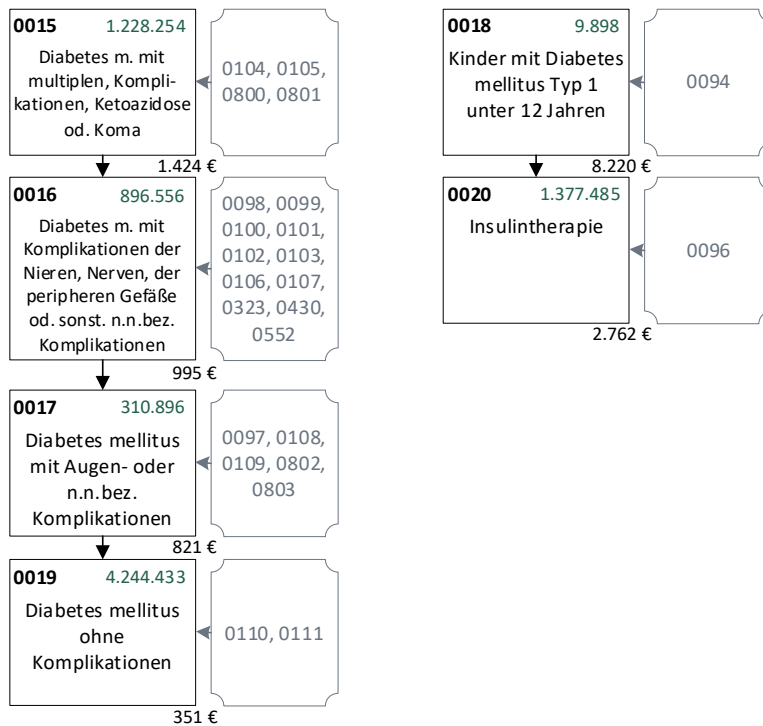 0015 1.228.254
Diabetes m. mit
multiplen, Kompli-
kationen, Ketoazidose
od. Koma
0104, 0105,
0800, 0801
1.424 €
0016 896.556
Diabetes m. mit
Komplikationen der
Nieren, Nerven, der
peripheren Gefäße
od. sonst. n.n.bez.
Komplikationen
0098, 0099,
0100, 0101,
0102, 0103,
0106, 0107,
0323, 0430,
0552
995 €
0017 310.896
Diabetes mellitus
mit Augen- oder
n.n.bez.
Komplikationen
0097, 0108,
0109, 0802,
0803
821 €
0019 4.244.433
Diabetes mellitus
ohne
Komplikationen
0110, 0111
351 €
0018 9.898
Kinder mit Diabetes
mellitus Typ 1
unter 12 Jahren
0094
8.220 €
0020 1.377.485
Insulintherapie
0096
2.762 €